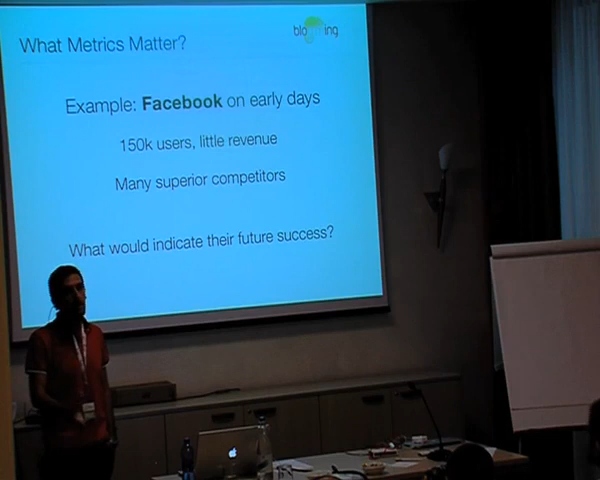 What Metrics Matter?
blooming
Example: Facebook on early days
150k users, little revenue
Many superior competitors
What would indicate their future success?